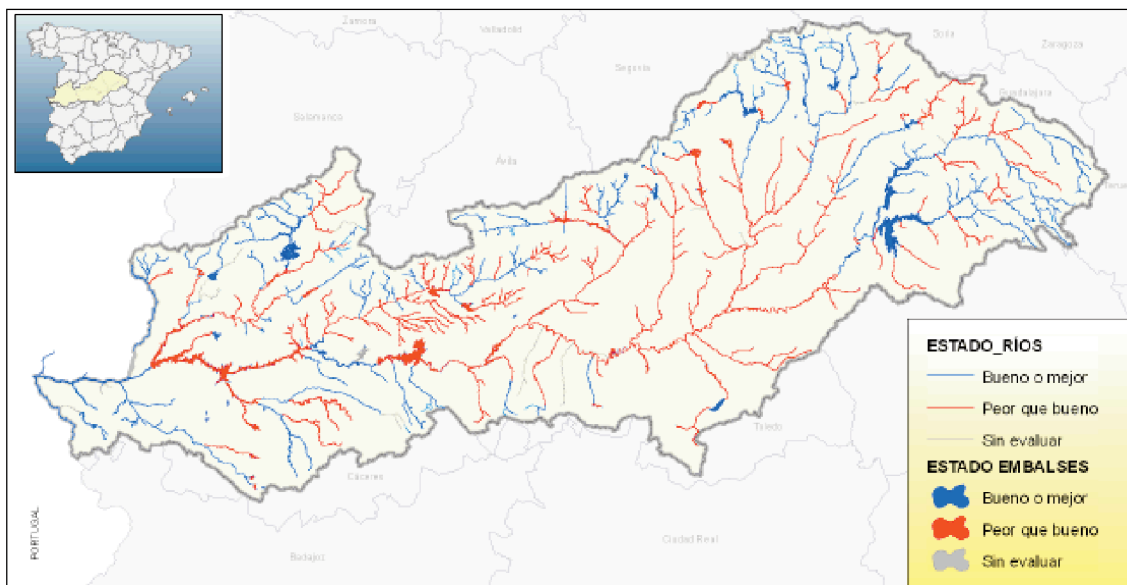 Zamora
Valladolid
Soria
Zaragoza
Segovia
Guadalajara
Salamanca
Ávila
ESTADO_RÍOS
Bueno o mejor
Peor que bueno
Sin evaluar
ESTADO EMBALSES
Bueno o mejor
Peor que bueno
Sin evaluar
Toledo
Cáceres
PORTUGAL
Badajoz
Ciudad Real